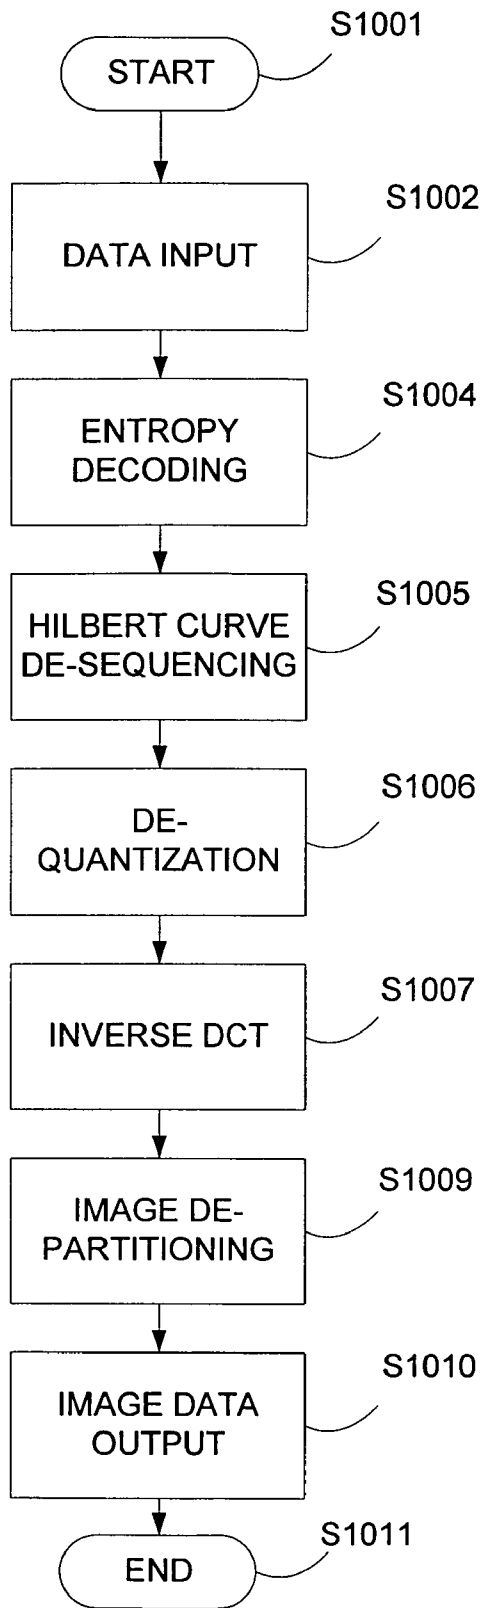 S1001
START
S1002
DATA INPUT
S1004
ENTROPY
DECODING
S1005
HILBERT CURVE
DE-SEQUENCING
S1006
DE-
QUANTIZATION
S1007
INVERSE DCT
S1009
IMAGE DE-
PARTITIONING
S1010
IMAGE DATA
OUTPUT
S1011
END